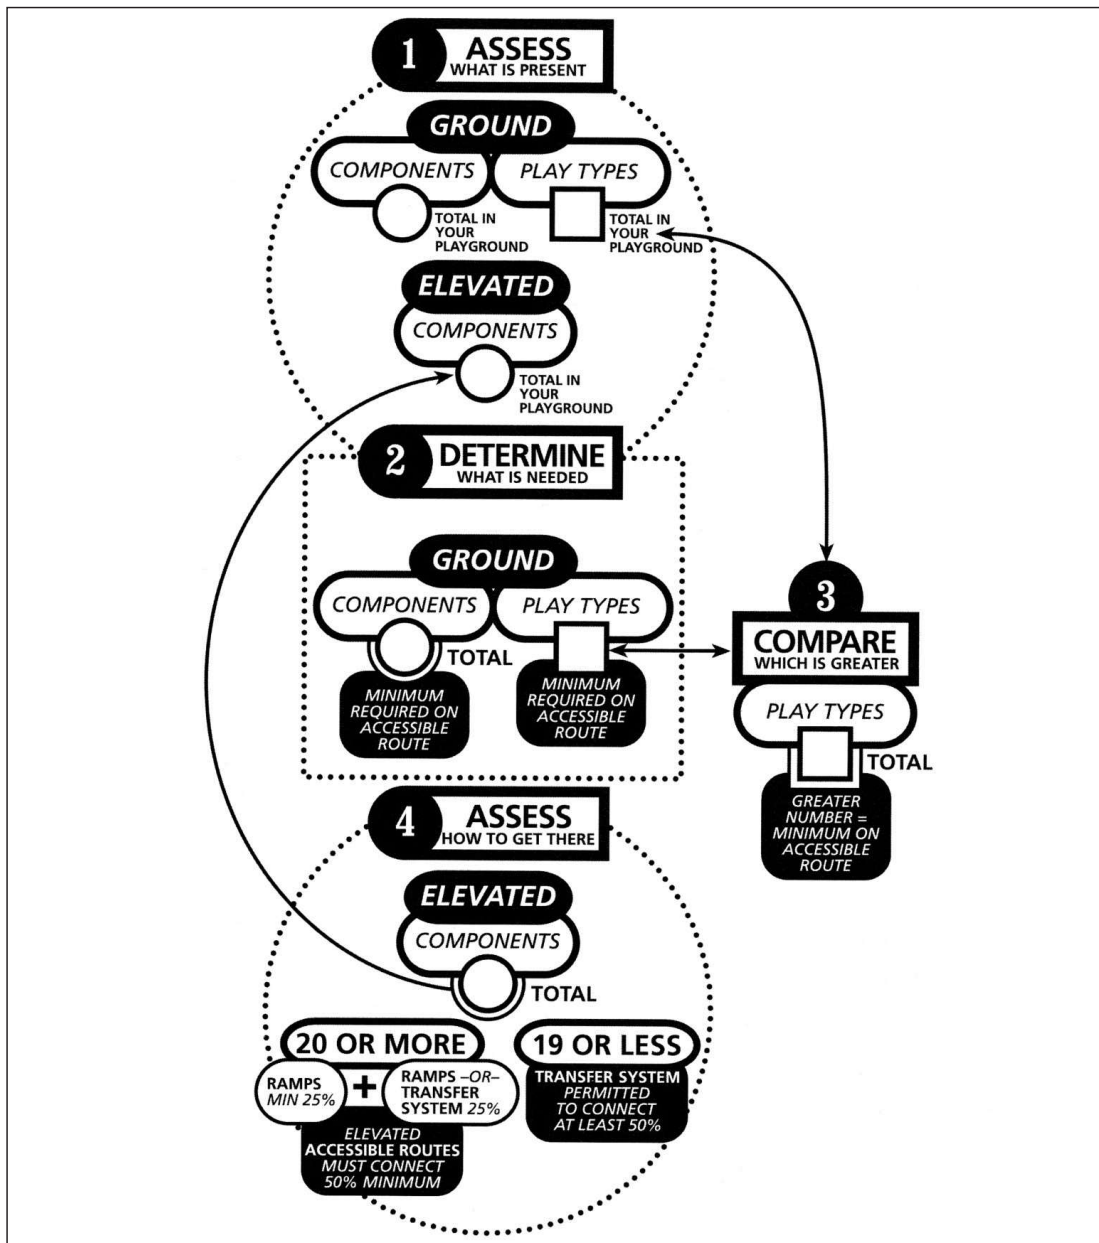 1 ASSESS
WHAT IS PRESENT
GROUND
COMPONENTS
PLAY TYPES
TOTAL IN
YOUR
PLAYGROUND
TOTAL IN
YOUR
PLAYGROUND
ELEVATED
COMPONENTS
TOTAL IN
YOUR
PLAYGROUND
2 DETERMINE
WHAT IS NEEDED
GROUND
COMPONENTS
PLAY TYPES
TOTAL
MINIMUM
REQUIRED ON
ACCESSIBLE
ROUTE
MINIMUM
REQUIRED ON
ACCESSIBLE
ROUTE
3
COMPARE
WHICH IS GREATER
PLAY TYPES
TOTAL
GREATER
NUMBER =
MINIMUM ON
ACCESSIBLE
ROUTE
4 ASSESS
HOW TO GET THERE
ELEVATED
COMPONENTS
TOTAL
20 OR MORE
RAMPS
MIN 25%
+
RAMPS –OR–
TRANSFER
SYSTEM 25%
ELEVATED
ACCESSIBLE ROUTES
MUST CONNECT
50% MINIMUM
19 OR LESS
TRANSFER SYSTEM
PERMITTED
TO CONNECT
AT LEAST 50%